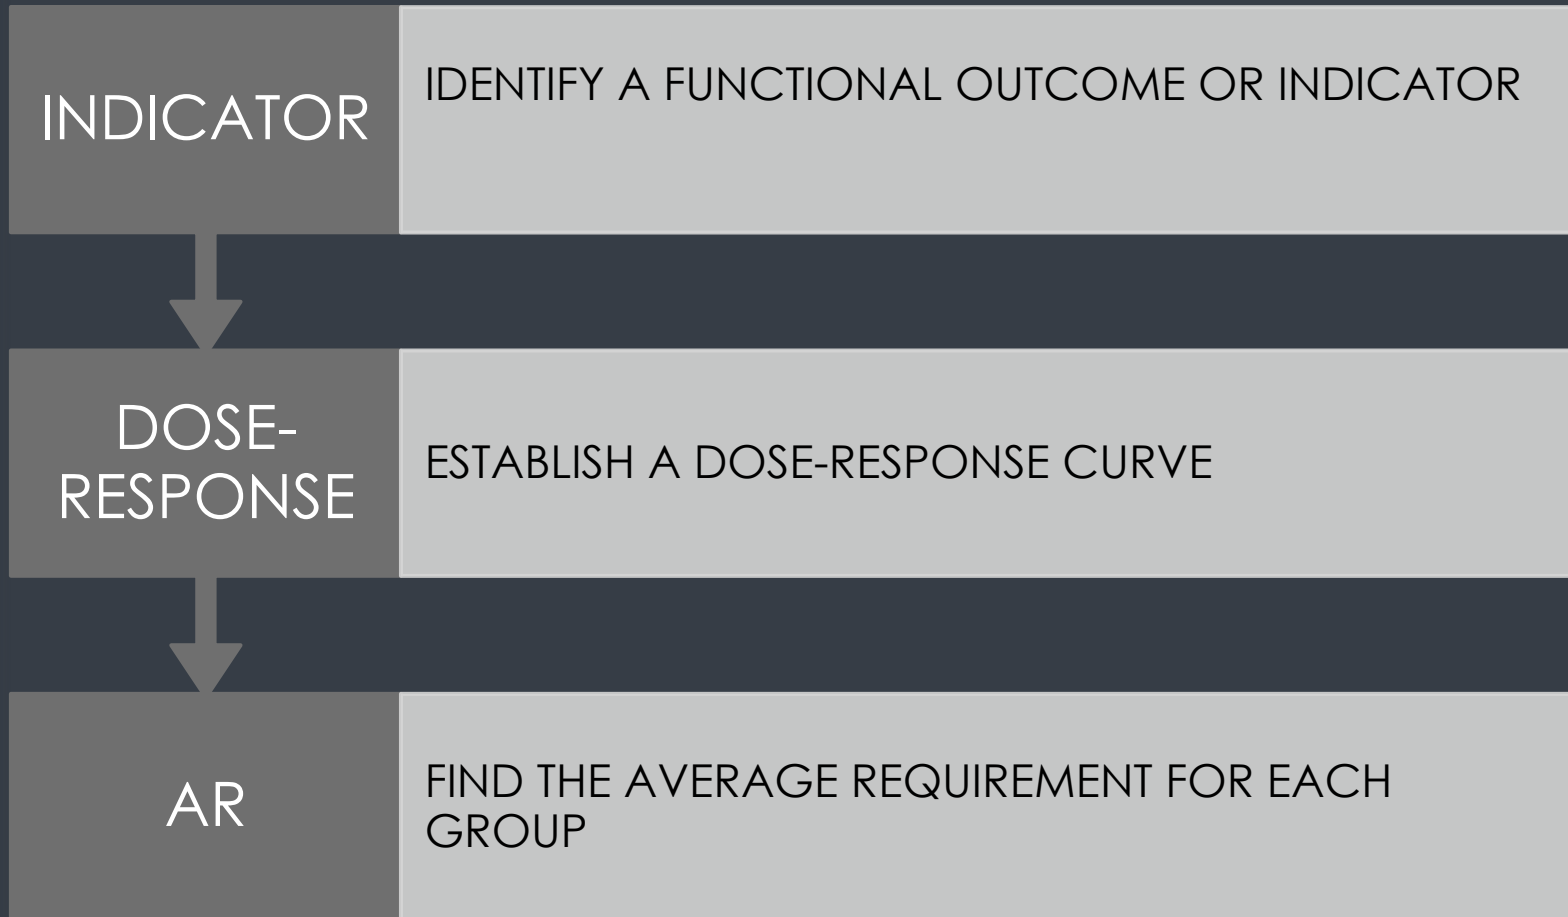 INDICATOR
IDENTIFY A FUNCTIONAL OUTCOME OR INDICATOR
DOSE-
RESPONSE
ESTABLISH A DOSE-RESPONSE CURVE
AR
FIND THE AVERAGE REQUIREMENT FOR EACH
GROUP